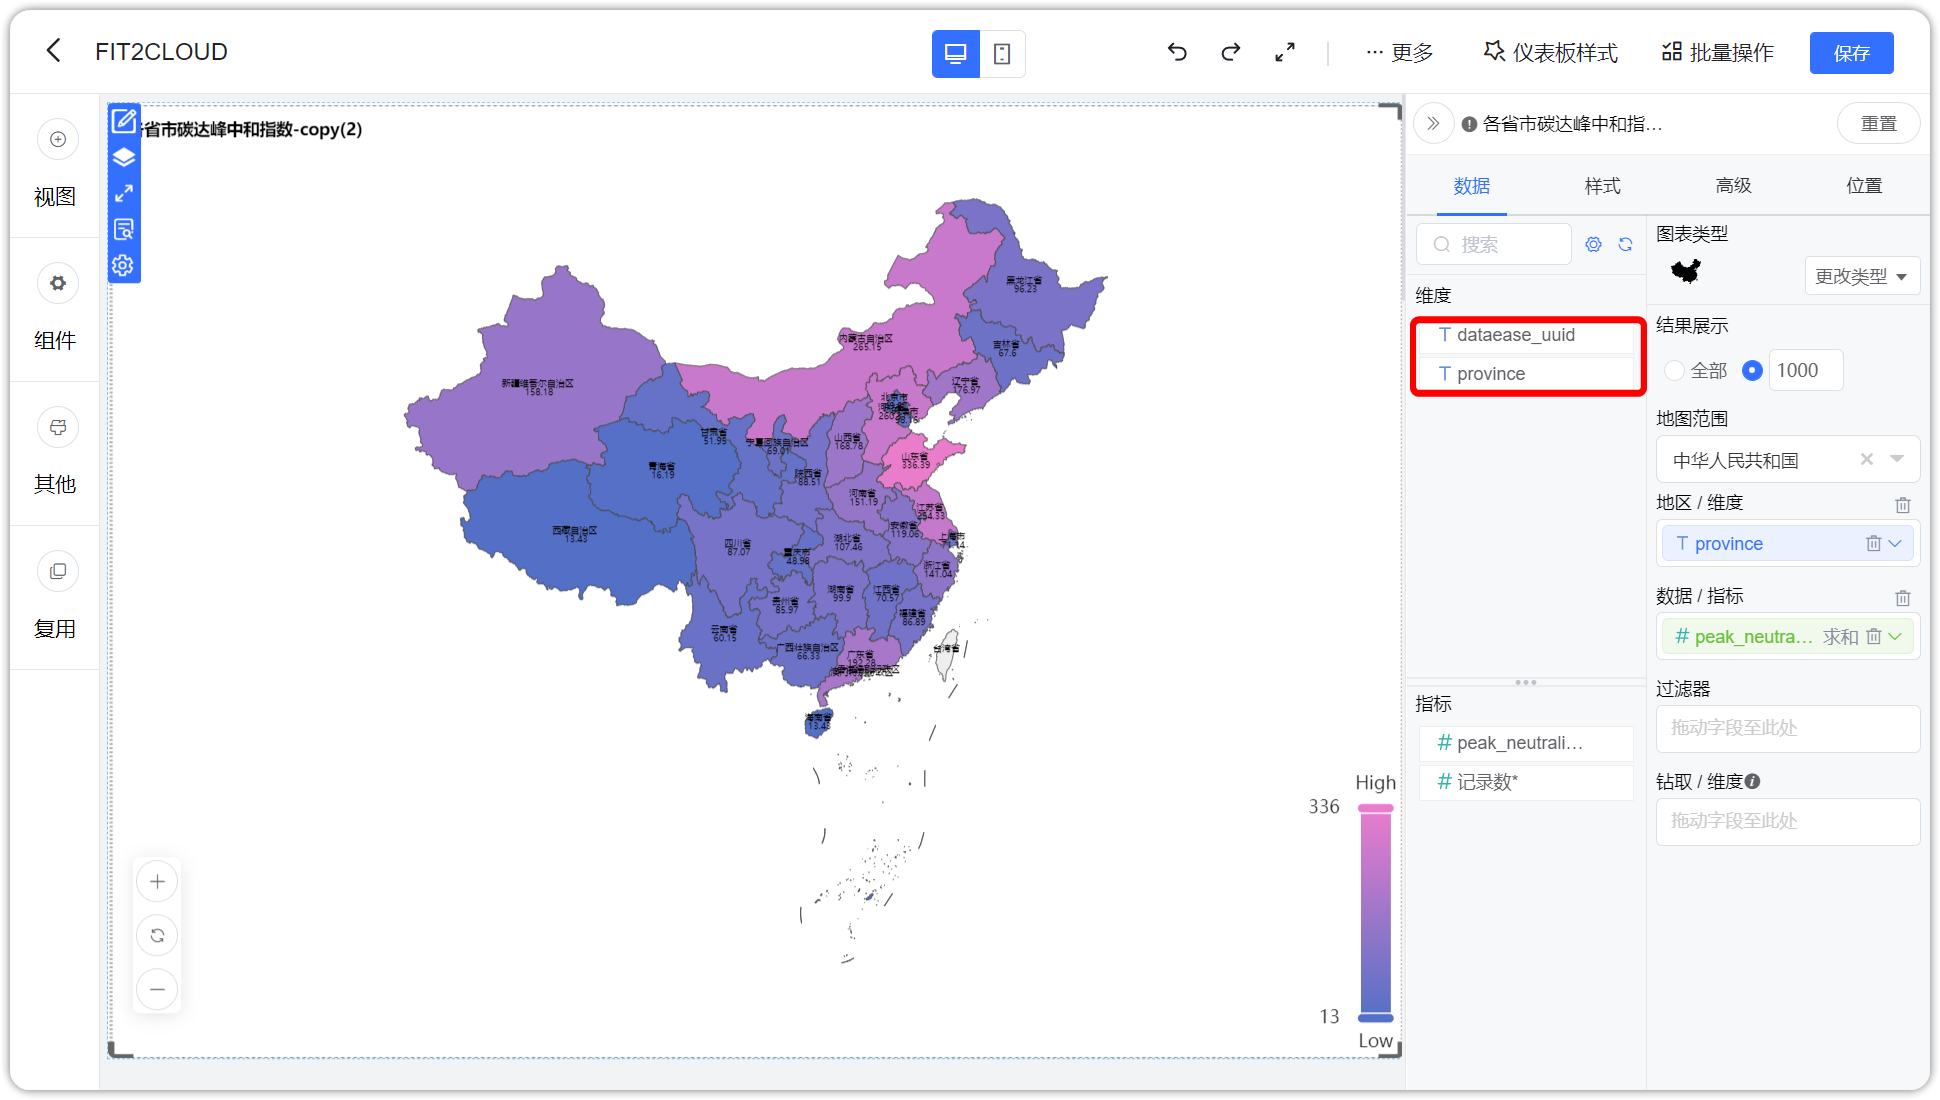 FIT2CLOUD
更多
仪表板样式
批量操作
保存
视图
组件
其他
复用
省市碳达峰中和指数-copy(2)
黑龙江省
96.23
内蒙古自治区
265.15
吉林省
67.6
新疆维吾尔自治区
158.18
辽宁省
176.97
北京市
甘肃省
51.95
宁夏回族自治区
69.01
山西省
168.78
山东省
336.39
青海省
16.19
陕西省
88.51
河南省
151.19
江苏省
254.33
西藏自治区
13.43
四川省
87.07
重庆市
48.98
湖北省
107.46
安徽省
119.06
上海市
浙江省
141.04
湖南省
99.9
江西省
70.57
贵州省
85.97
福建省
86.89
云南省
60.15
广西壮族自治区
66.33
广东省
192.28
台湾省
海南省
13.45
High
336
13
Low
各省市碳达峰中和指...
重置
数据
样式
高级
位置
搜索
维度
T dataease_uuid
T province
指标
# peak_neutrali...
# 记录数*
图表类型
更改类型
结果展示
全部
1000
地图范围
中华人民共和国
地区 / 维度
T province
数据 / 指标
# peak_neutra... 求和
过滤器
拖动字段至此处
钻取 / 维度
拖动字段至此处